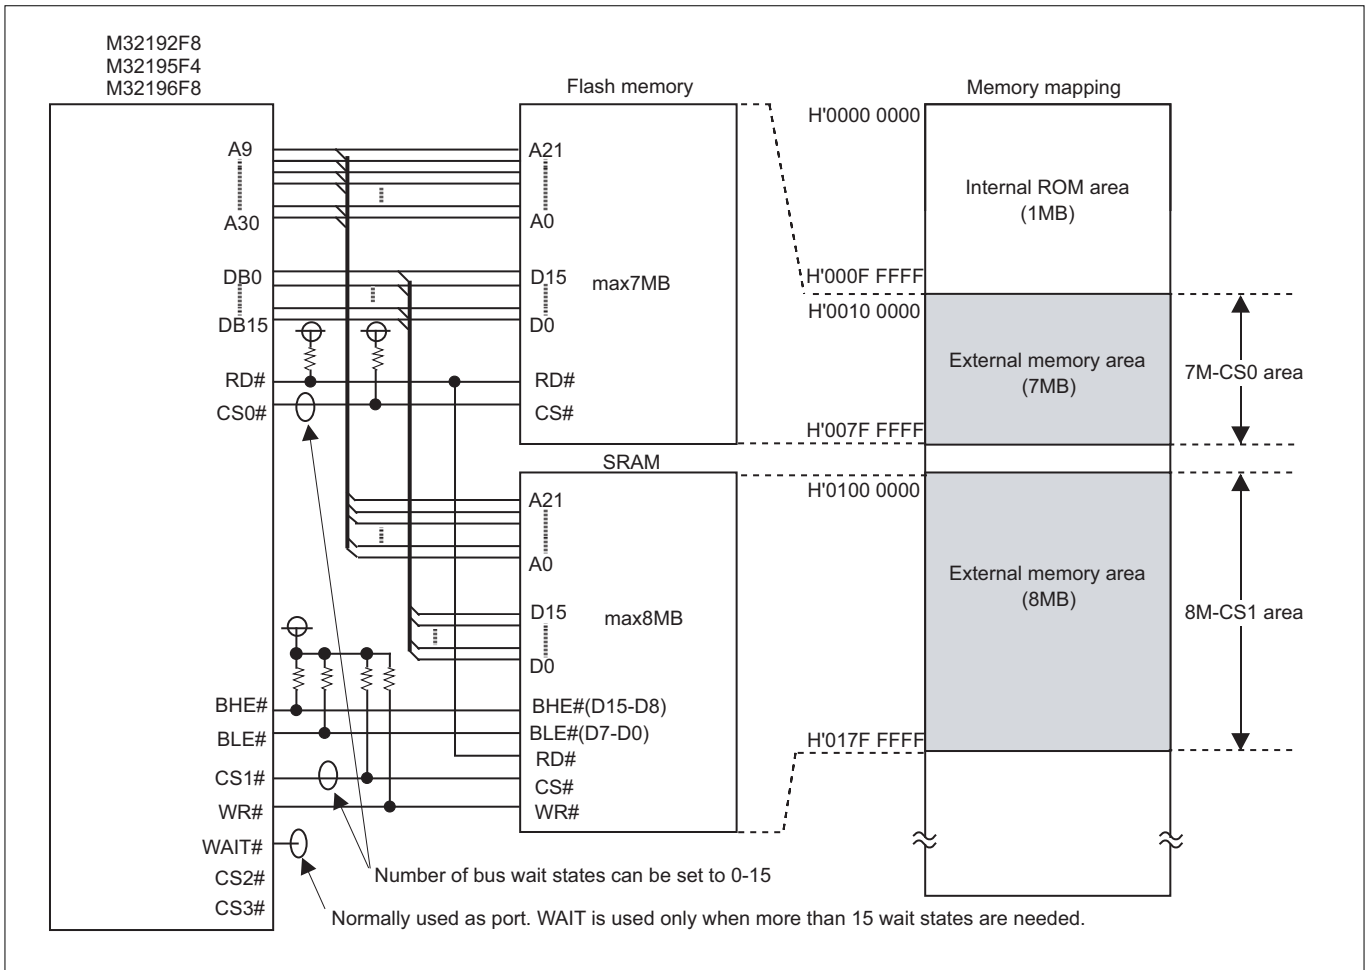 M32192F8
M32195F4
M32196F8
A9
A30
DB0
DB15
RD#
CS0#
BHE#
BLE#
CS1#
WR#
WAIT#
CS2#
CS3#
Flash memory
A21
A0
D15
max7MB
D0
RD#
CS#
SRAM
A21
A0
D15
max8MB
D0
BHE#(D15-D8)
BLE#(D7-D0)
RD#
CS#
WR#
Number of bus wait states can be set to 0-15
Normally used as port. WAIT is used only when more than 15 wait states are needed.
Memory mapping
H'0000 0000
Internal ROM area
(1MB)
H'000F FFFF
H'0010 0000
External memory area
(7MB)
7M-CS0 area
H'007F FFFF
H'0100 0000
External memory area
(8MB)
8M-CS1 area
H'017F FFFF